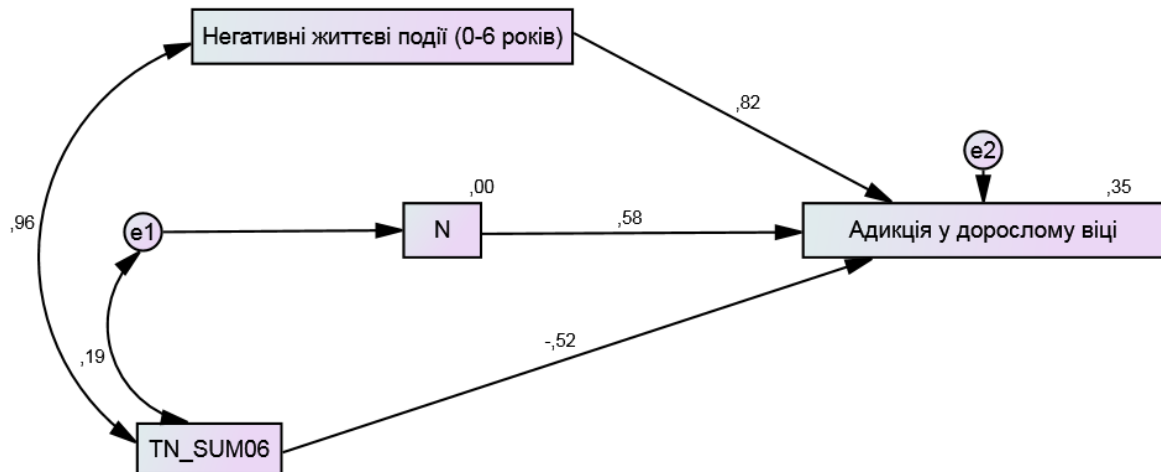 Негативні життєві події (0-6 років)
,82
e2
,00
,35
,96
e1
N
,58
Адикція у дорослому віці
-,52
,19
TN_SUM06